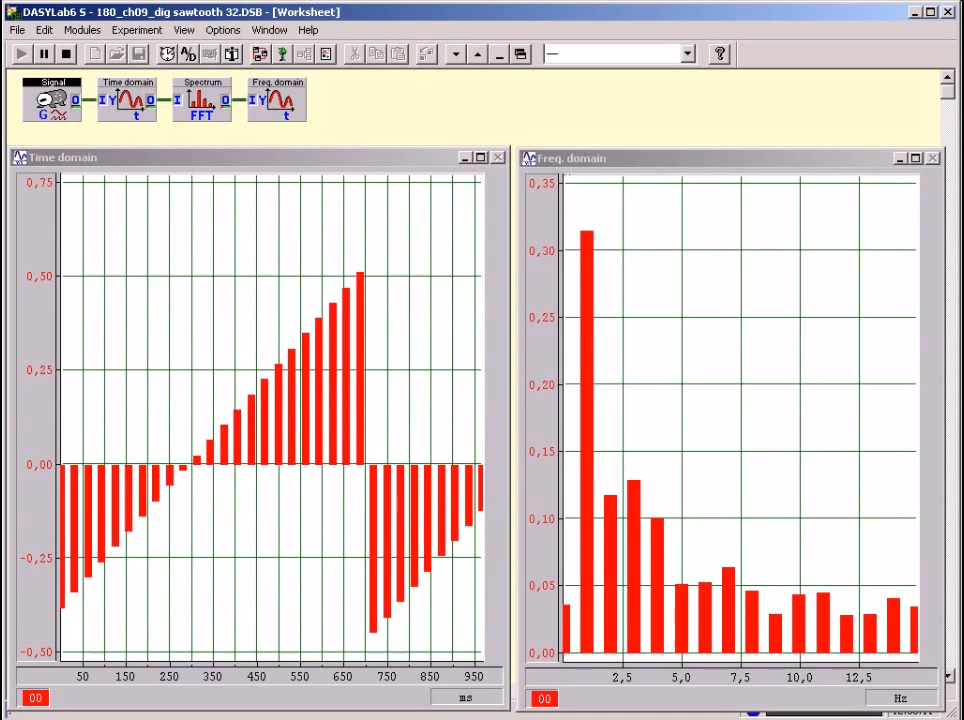 DASYLab6 S - 180_ch09_dig sawtooth 32.DSB - [Worksheet]
File Edit Modules Experiment View Options Window Help
Signal Time domain Spectrum Freq. domain
O I Y O I O I Y
G t FFT t
Time domain
0,75
0,50
0,25
0,00
-0,25
-0,50
50 150 250 350 450 550 650 750 850 950
00 ms
Freq. domain
0,35
0,30
0,25
0,20
0,15
0,10
0,05
0,00
2,5 5,0 7,5 10,0 12,5
00 Hz